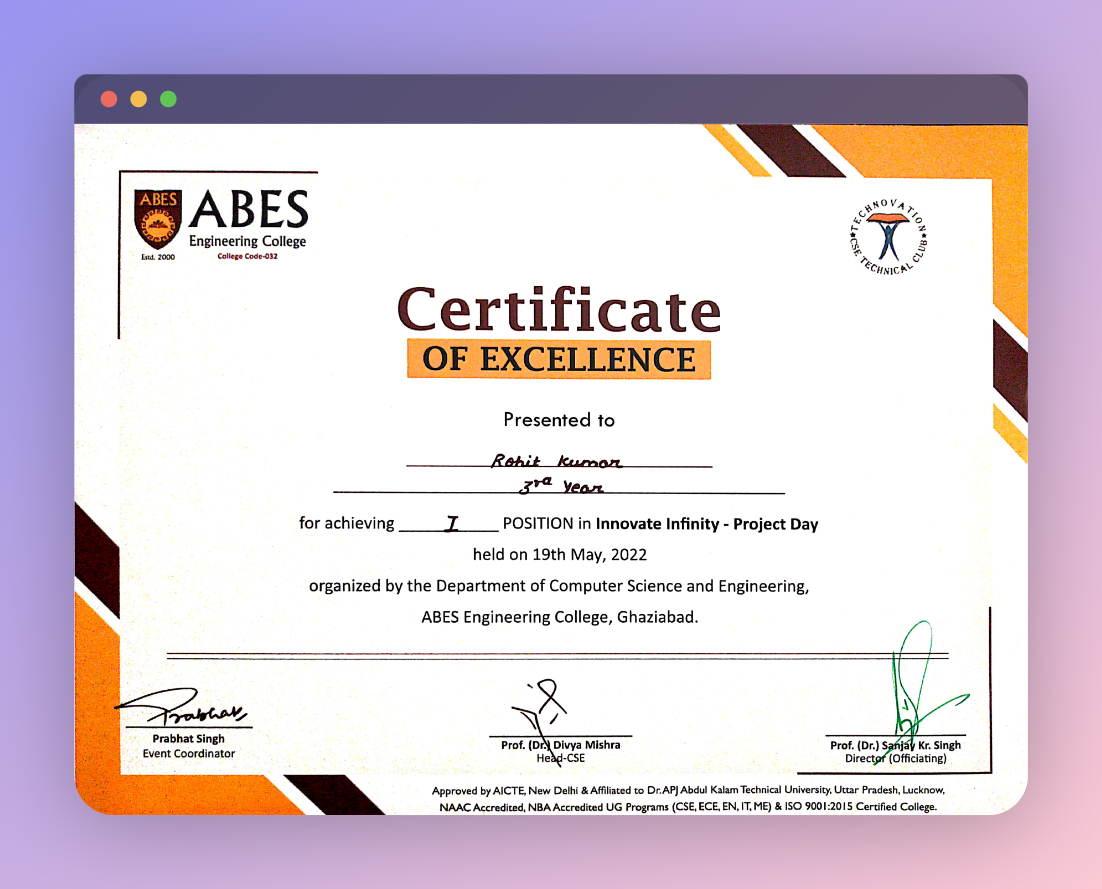 ABES
ABES
Engineering College
Estd. 2000
College Code-032
TECHNOVATION
CSE TECHNICAL CLUB
Certificate
OF EXCELLENCE
Presented to
Rohit Kumar
3rd Year
for achieving I POSITION in Innovate Infinity - Project Day
held on 19th May, 2022
organized by the Department of Computer Science and Engineering,
ABES Engineering College, Ghaziabad.
Prabhat
Prabhat Singh
Event Coordinator
Prof. (Dr.) Divya Mishra
Head-CSE
Prof. (Dr.) Sanjay Kr. Singh
Director (Officiating)
Approved by AICTE, New Delhi & Affiliated to Dr. APJ Abdul Kalam Technical University, Uttar Pradesh, Lucknow,
NAAC Accredited, NBA Accredited UG Programs (CSE, ECE, EN, IT, ME) & ISO 9001:2015 Certified College.